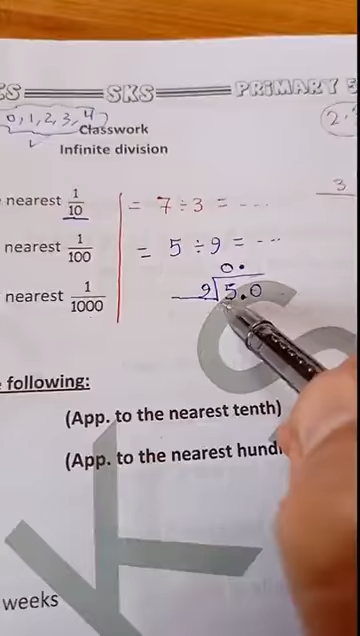 SKS PRIMARY 5
0, 1, 2, 3, 4
2.
Classwork
Infinite division
3
nearest 1/10 = 7 ÷ 3 = ...
nearest 1/100 = 5 ÷ 9 = ...
0.
nearest 1/1000 9 5.0
following:
(App. to the nearest tenth)
(App. to the nearest
weeks